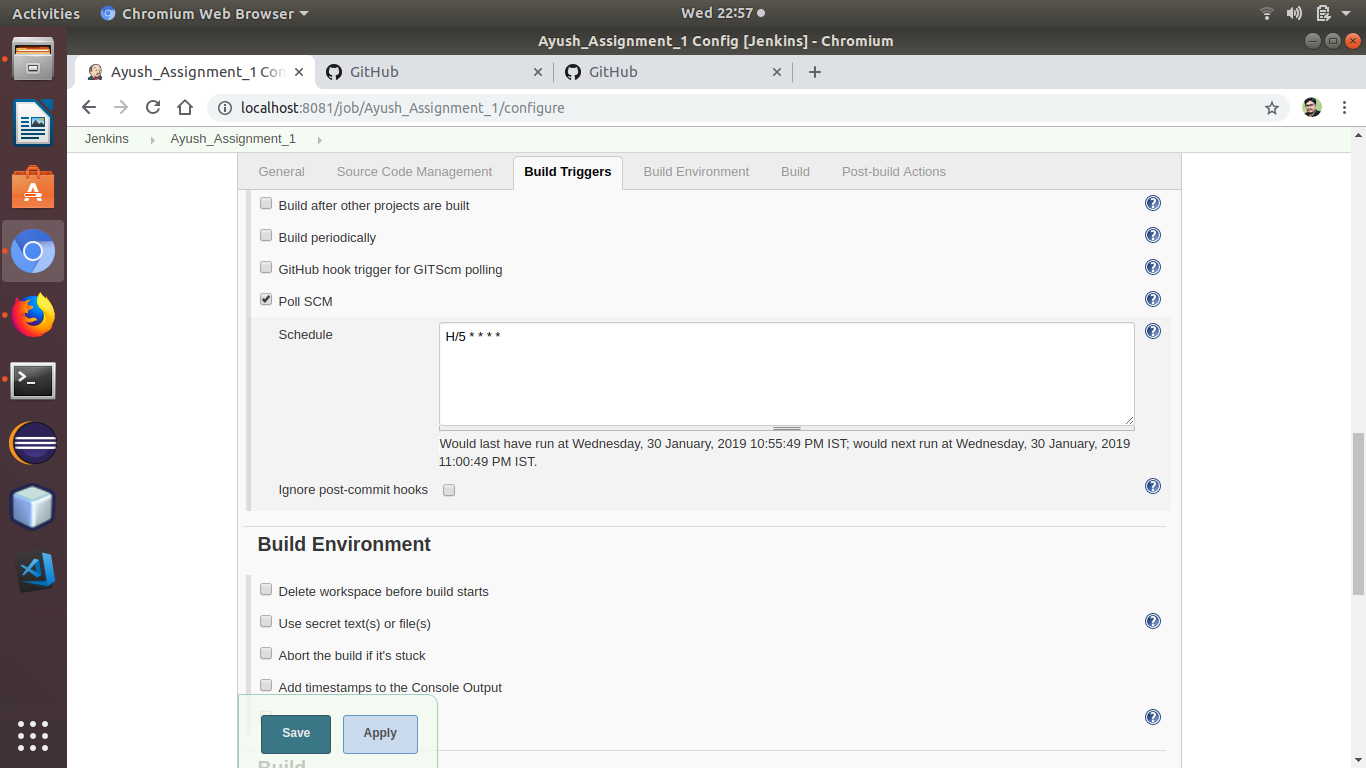 Activities
Chromium Web Browser
Wed 22:57
Ayush_Assignment_1 Config [Jenkins] - Chromium
Ayush_Assignment_1 Con
GitHub
GitHub
localhost:8081/job/Ayush_Assignment_1/configure
Jenkins
Ayush_Assignment_1
General
Source Code Management
Build Triggers
Build Environment
Build
Post-build Actions
Build after other projects are built
Build periodically
GitHub hook trigger for GITScm polling
Poll SCM
Schedule
H/5 * * * *
Would last have run at Wednesday, 30 January, 2019 10:55:49 PM IST; would next run at Wednesday, 30 January, 2019
11:00:49 PM IST.
Ignore post-commit hooks
Build Environment
Delete workspace before build starts
Use secret text(s) or file(s)
Abort the build if it's stuck
Add timestamps to the Console Output
Save
Apply
Build